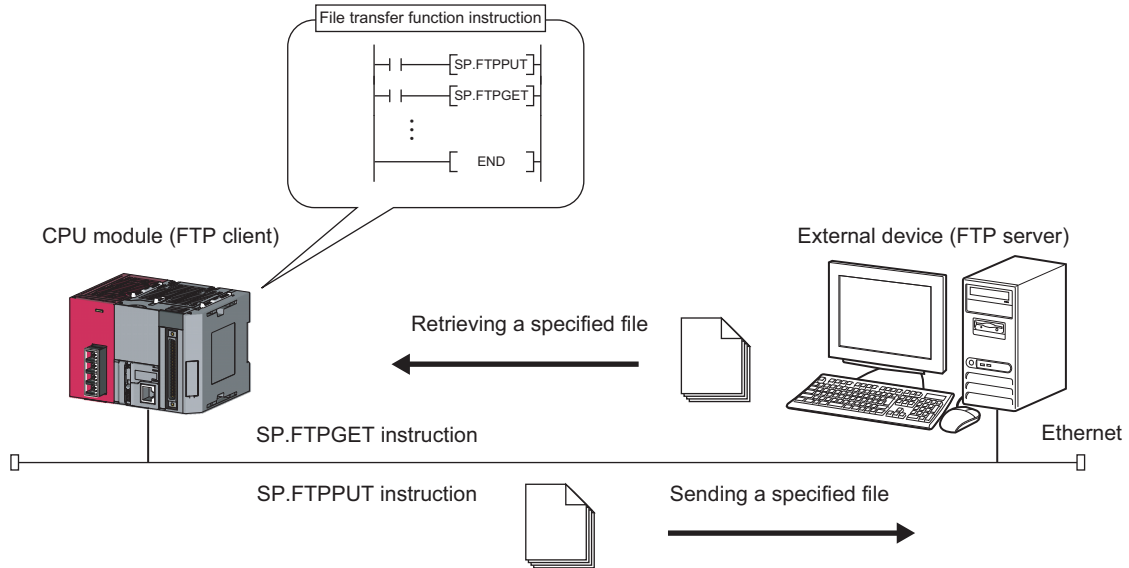 File transfer function instruction
SP.FTPPUT
SP.FTPGET
END
CPU module (FTP client)
External device (FTP server)
Retrieving a specified file
SP.FTPGET instruction
Ethernet
SP.FTPPUT instruction
Sending a specified file